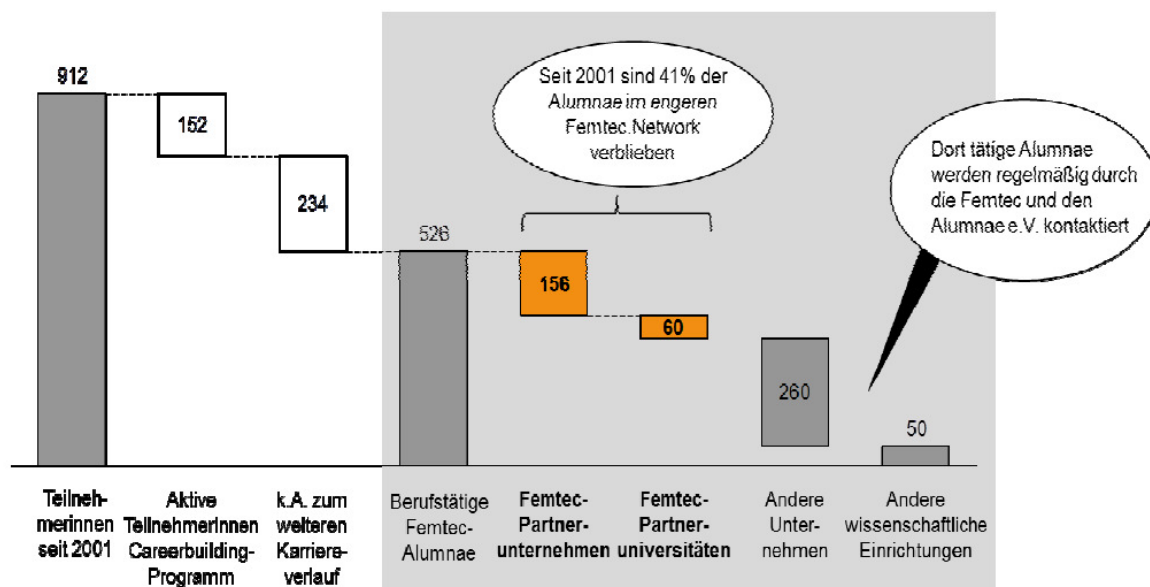 912
152
234
526
Seit 2001 sind 41% der
Alumnae im engeren
Femtec.Network
verblieben
156
60
Dort tätige Alumnae
werden regelmäßig durch
die Femtec und den
Alumnae e.V. kontaktiert
260
50
Teilneh-
merinnen
seit 2001
Aktive
TeilnehmerInnen
Careerbuilding-
Programm
k.A. zum
weiteren
Karriere-
verlauf
Berufstätige
Femtec-
Alumnae
Femtec-
Partner-
unternehmen
Femtec-
Partner-
universitäten
Andere
Unter-
nehmen
Andere
wissenschaftliche
Einrichtungen